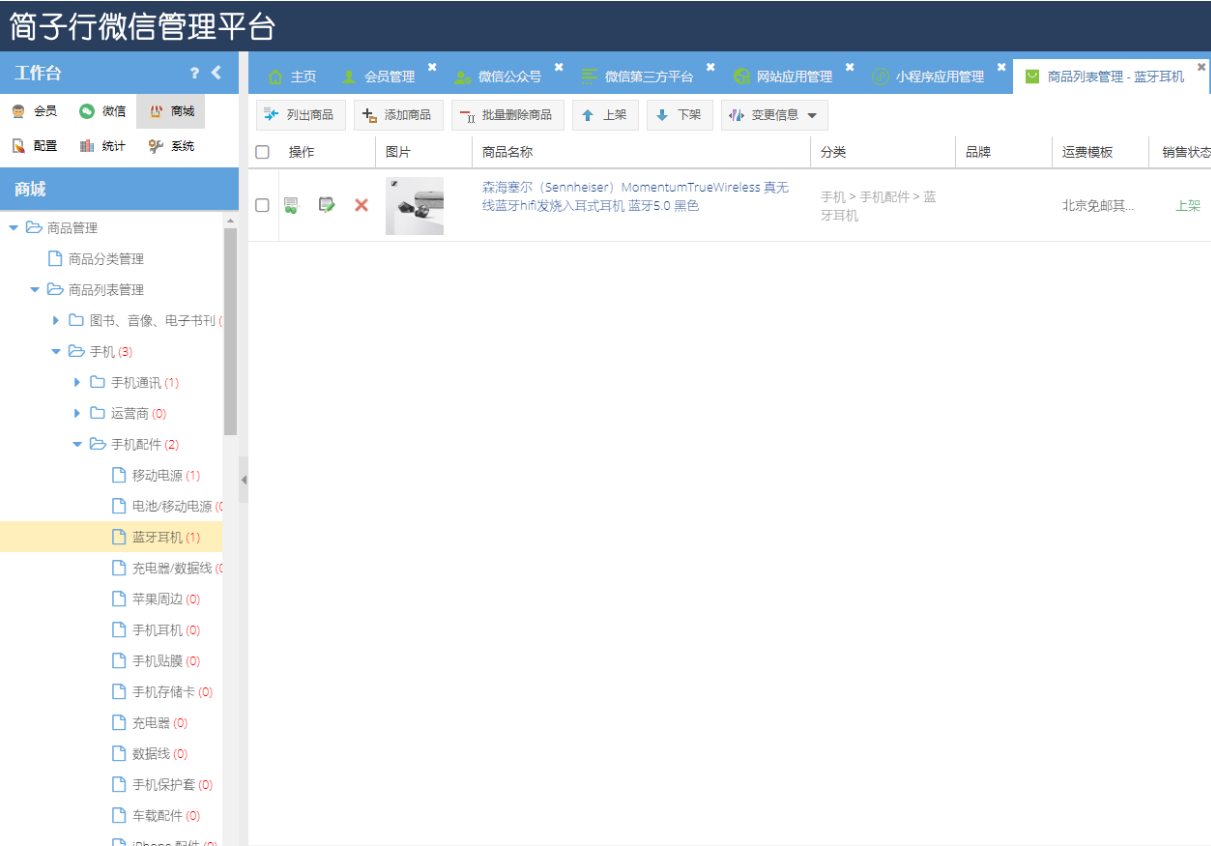 简子行微信管理平台
工作台 ?
主页 会员管理 微信公众号 微信第三方平台 网站应用管理 小程序应用管理 商品列表管理 - 蓝牙耳机
会员 微信 商城
配置 统计 系统
列出商品 添加商品 批量删除商品 上架 下架 变更信息
操作 图片 商品名称 分类 品牌 运费模板 销售状态
森海塞尔（Sennheiser）MomentumTrueWireless 真无
线蓝牙hifi发烧入耳式耳机 蓝牙5.0 黑色
手机 > 手机配件 > 蓝
牙耳机
北京免邮其...
上架
商城
商品管理
商品分类管理
商品列表管理
图书、音像、电子书刊 (
手机 (3)
手机通讯 (1)
运营商 (0)
手机配件 (2)
移动电源 (1)
电池/移动电源 (0
蓝牙耳机 (1)
充电器/数据线 (0
苹果周边 (0)
手机耳机 (0)
手机贴膜 (0)
手机存储卡 (0)
充电器 (0)
数据线 (0)
手机保护套 (0)
车载配件 (0)
iPhone 配件 (0)